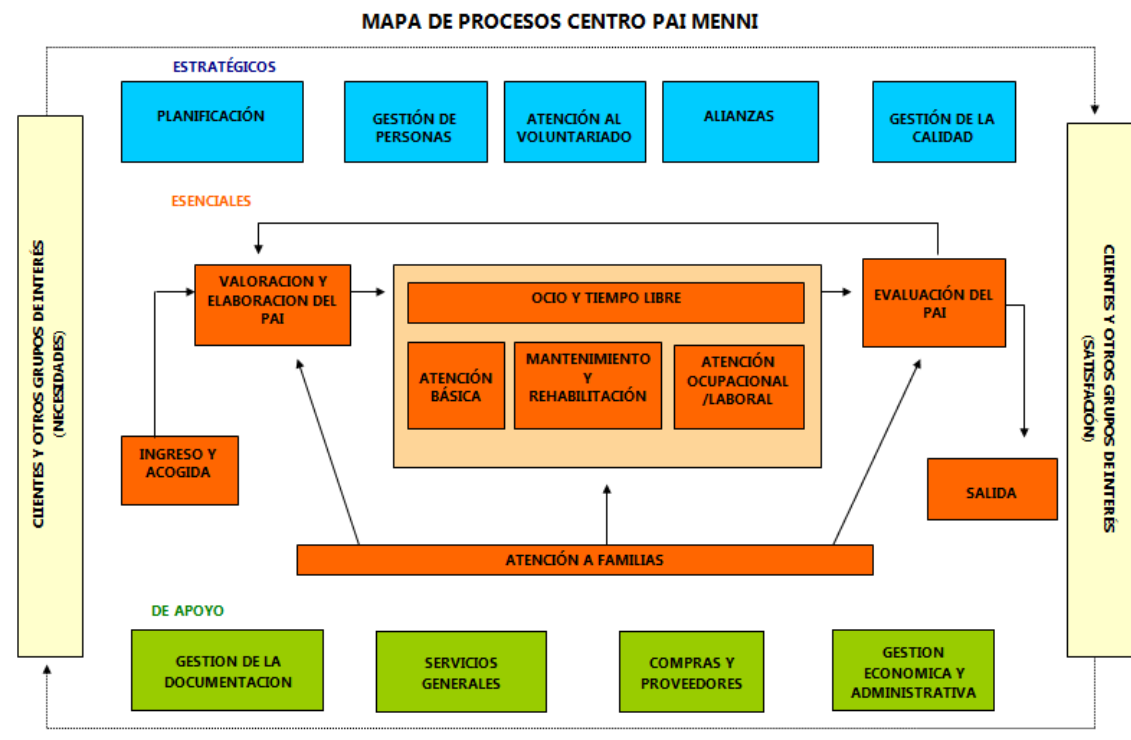 MAPA DE PROCESOS CENTRO PAI MENNI
ESTRATÉGICOS
PLANIFICACIÓN
GESTIÓN DE
PERSONAS
ATENCIÓN AL
VOLUNTARIADO
ALIANZAS
GESTIÓN DE LA
CALIDAD
CLIENTES Y OTROS GRUPOS DE INTERÉS
(NECESIDADES)
ESENCIALES
VALORACION Y
ELABORACION DEL
PAI
OCIO Y TIEMPO LIBRE
ATENCIÓN
BÁSICA
MANTENIMIENTO
Y
REHABILITACIÓN
ATENCIÓN
OCUPACIONAL
/LABORAL
EVALUACIÓN DEL
PAI
INGRESO Y
ACOGIDA
SALIDA
ATENCIÓN A FAMILIAS
CLIENTES Y OTROS GRUPOS DE INTERÉS
(SATISFACIÓN)
DE APOYO
GESTION DE LA
DOCUMENTACION
SERVICIOS
GENERALES
COMPRAS Y
PROVEEDORES
GESTION
ECONOMICA Y
ADMINISTRATIVA